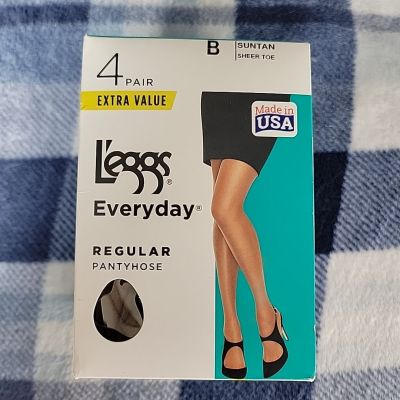 B
SUNTAN
SHEER TOE
4 PAIR
EXTRA VALUE
Made in
USA
L'eggs®
Everyday®
REGULAR
PANTYHOSE